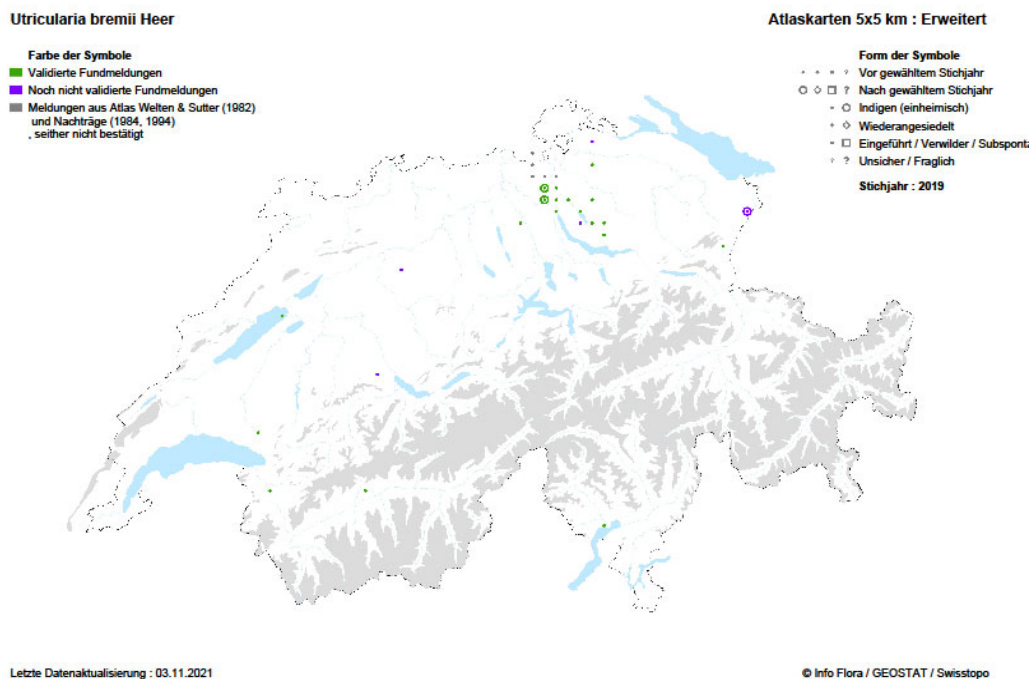 Utricularia bremii Heer
Atlaskarten 5x5 km : Erweitert
Farbe der Symbole
Validierte Fundmeldungen
Noch nicht validierte Fundmeldungen
Meldungen aus Atlas Welten & Sutter (1982)
und Nachträge (1984, 1994)
, seither nicht bestätigt
Form der Symbole
Vor gewähltem Stichjahr
Nach gewähltem Stichjahr
Indigen (einheimisch)
Wiederangesiedelt
Eingeführt / Verwilder / Subsponta
Unsicher / Fraglich
Stichjahr : 2019
Letzte Datenaktualisierung : 03.11.2021
© Info Flora / GEOSTAT / Swisstopo